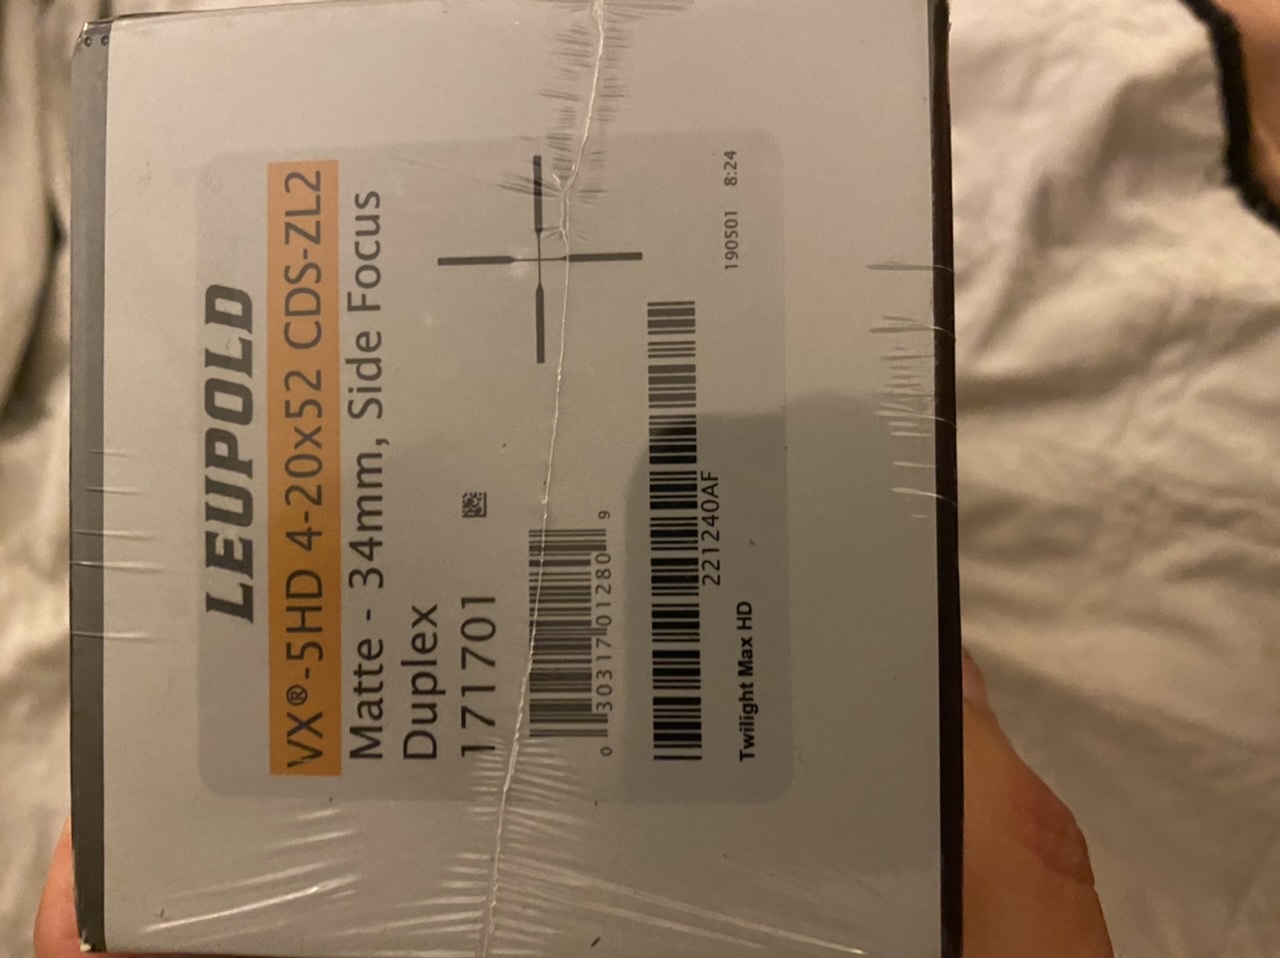 LEUPOLD
VX®-5HD 4-20x52 CDS-ZL2
Matte - 34mm, Side Focus
Duplex
171701
0 30317 01280 9
221240AF
Twilight Max HD
190501 8:24